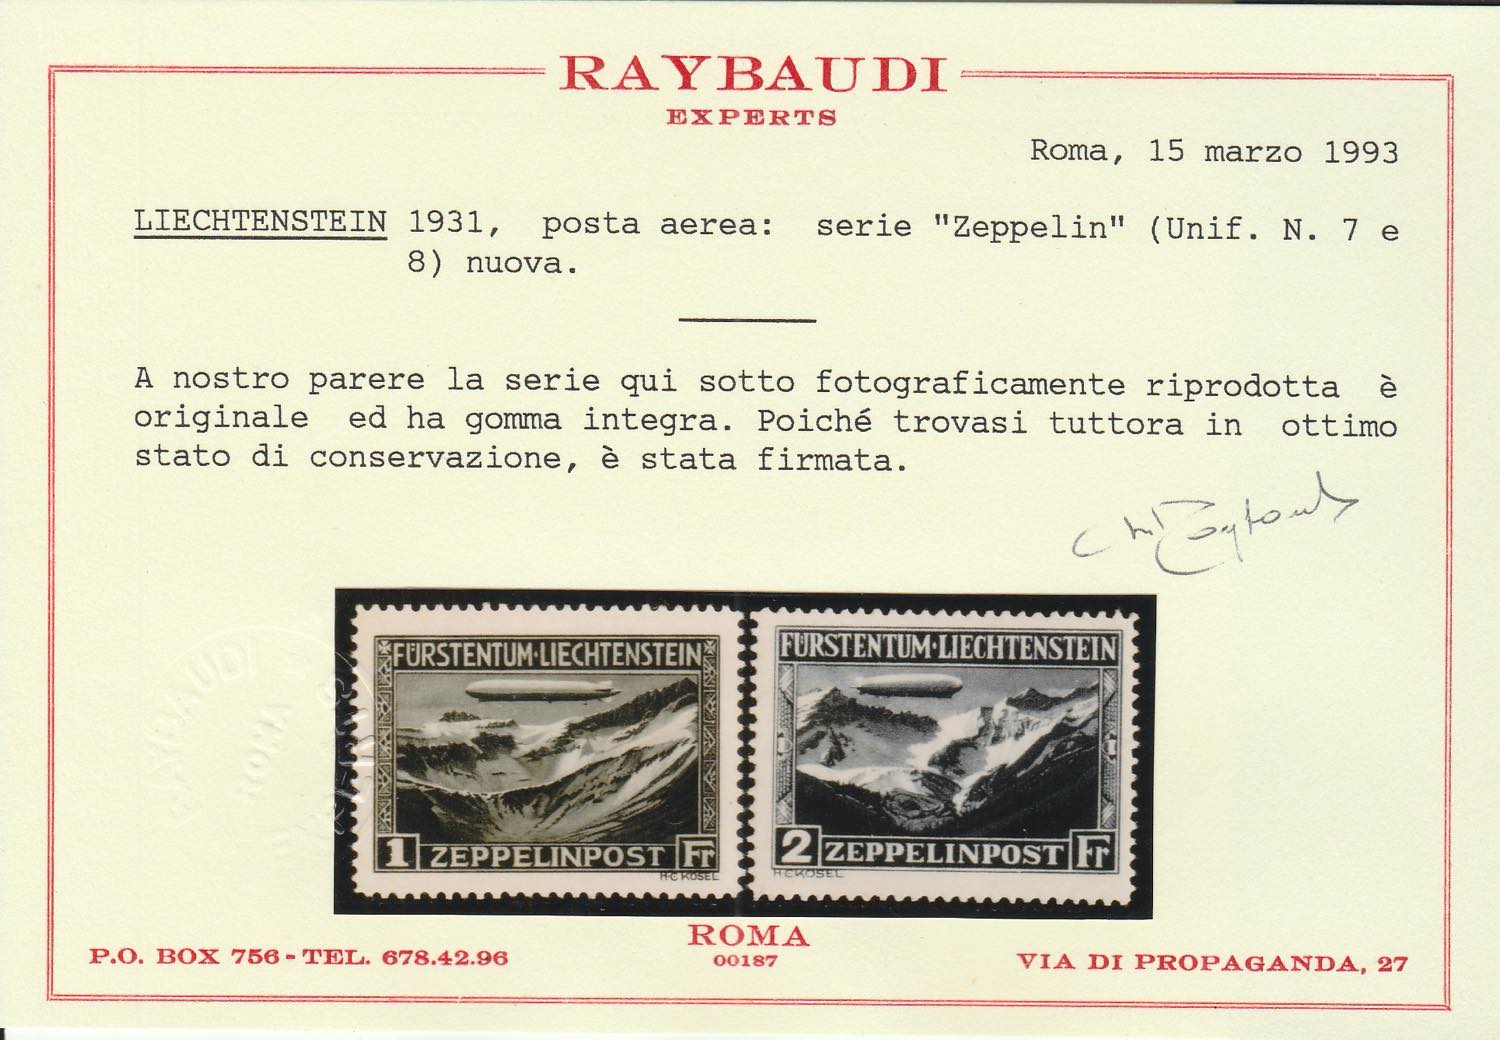 RAYBAUDI
EXPERTS
Roma, 15 marzo 1993
LIECHTENSTEIN 1931, posta aerea: serie "Zeppelin" (Unif. N. 7 e
8) nuova.
A nostro parere la serie qui sotto fotograficamente riprodotta è
originale ed ha gomma integra. Poiché trovasi tuttora in ottimo
stato di conservazione, è stata firmata.
RAYBAUDI
ROMA
FÜRSTENTUM·LIECHTENSTEIN
1 ZEPPELINPOST Fr
H·C KOSEL
FÜRSTENTUM·LIECHTENSTEIN
2 ZEPPELINPOST Fr
H C KOSEL
ROMA
00187
P.O. BOX 756 - TEL. 678.42.96
VIA DI PROPAGANDA, 27